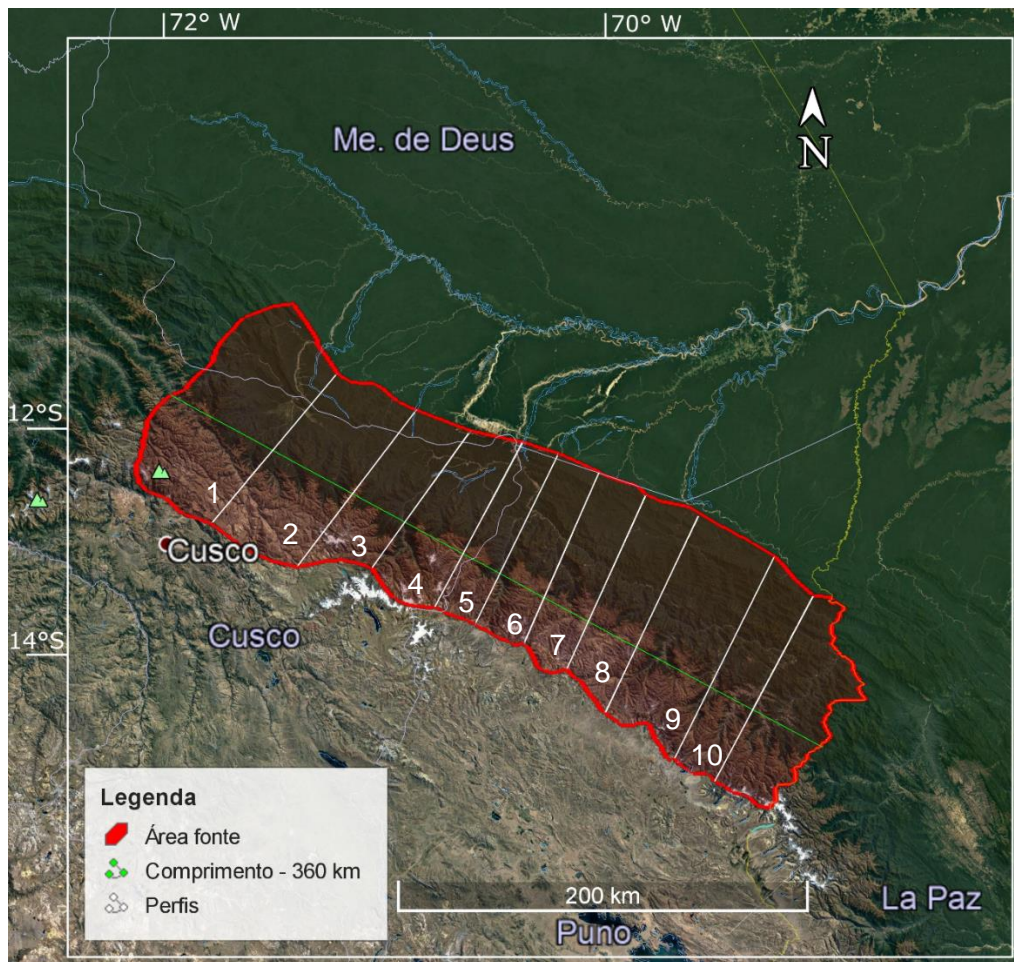 72° W
70° W
Me. de Deus
N
12°S
1
Cusco
2
3
4
5
6
Cusco
14°S
7
8
9
10
Legenda
Área fonte
Comprimento - 360 km
Perfis
200 km
La Paz
Puno